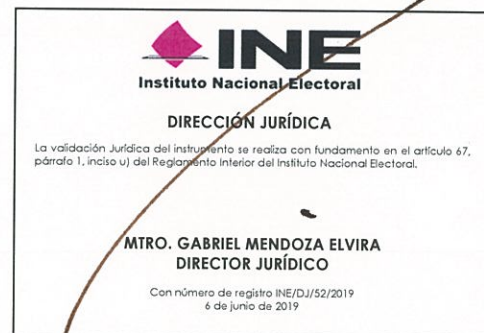 INE
Instituto Nacional Electoral
DIRECCIÓN JURÍDICA
La validación Jurídica del instrumento se realiza con fundamento en el artículo 67,
párrafo 1, inciso u) del Reglamento Interior del Instituto Nacional Electoral.
MTRO. GABRIEL MENDOZA ELVIRA
DIRECTOR JURÍDICO
Con número de registro INE/DJ/52/2019
6 de junio de 2019